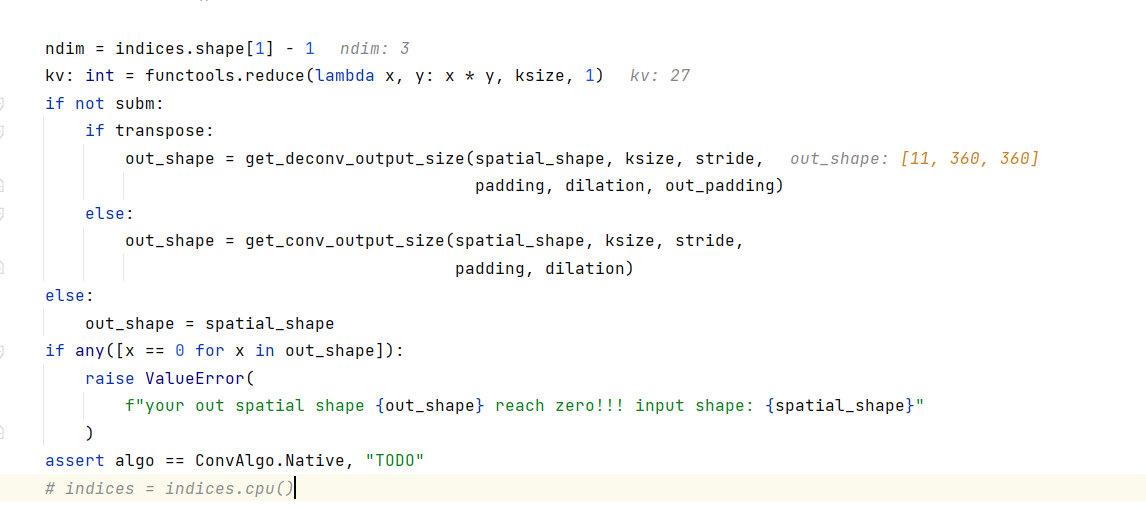 ndim = indices.shape[1] - 1   ndim: 3
kv: int = functools.reduce(lambda x, y: x * y, ksize, 1)   kv: 27
if not subm:
    if transpose:
        out_shape = get_deconv_output_size(spatial_shape, ksize, stride,   out_shape: [11, 360, 360]
                                           padding, dilation, out_padding)
    else:
        out_shape = get_conv_output_size(spatial_shape, ksize, stride,
                                         padding, dilation)
else:
    out_shape = spatial_shape
if any([x == 0 for x in out_shape]):
    raise ValueError(
        f"your out spatial shape {out_shape} reach zero!!! input shape: {spatial_shape}"
    )
assert algo == ConvAlgo.Native, "TODO"
# indices = indices.cpu()